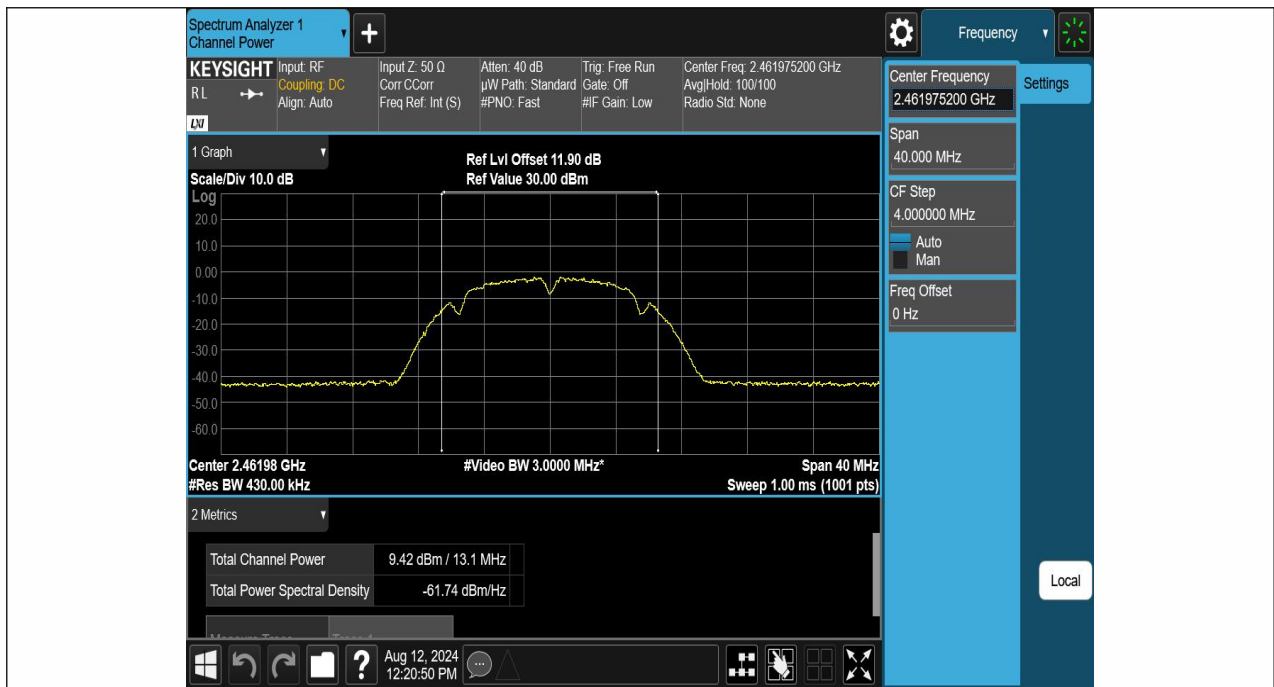 Spectrum Analyzer 1
Channel Power
+
Frequency
KEYSIGHT
R L
LXI
Input: RF
Coupling: DC
Align: Auto
Input Z: 50 Ω
Corr CCorr
Freq Ref: Int (S)
Atten: 40 dB
µW Path: Standard
#PNO: Fast
Trig: Free Run
Gate: Off
#IF Gain: Low
Center Freq: 2.461975200 GHz
Avg|Hold: 100/100
Radio Std: None
Center Frequency
2.461975200 GHz
Settings
Span
40.000 MHz
CF Step
4.000000 MHz
Auto
Man
Freq Offset
0 Hz
Local
1 Graph
Scale/Div 10.0 dB
Ref Lvl Offset 11.90 dB
Ref Value 30.00 dBm
Log
20.0
10.0
0.00
-10.0
-20.0
-30.0
-40.0
-50.0
-60.0
Center 2.46198 GHz
#Video BW 3.0000 MHz*
Span 40 MHz
#Res BW 430.00 kHz
Sweep 1.00 ms (1001 pts)
2 Metrics
Total Channel Power 9.42 dBm / 13.1 MHz
Total Power Spectral Density -61.74 dBm/Hz
?
Aug 12, 2024
12:20:50 PM